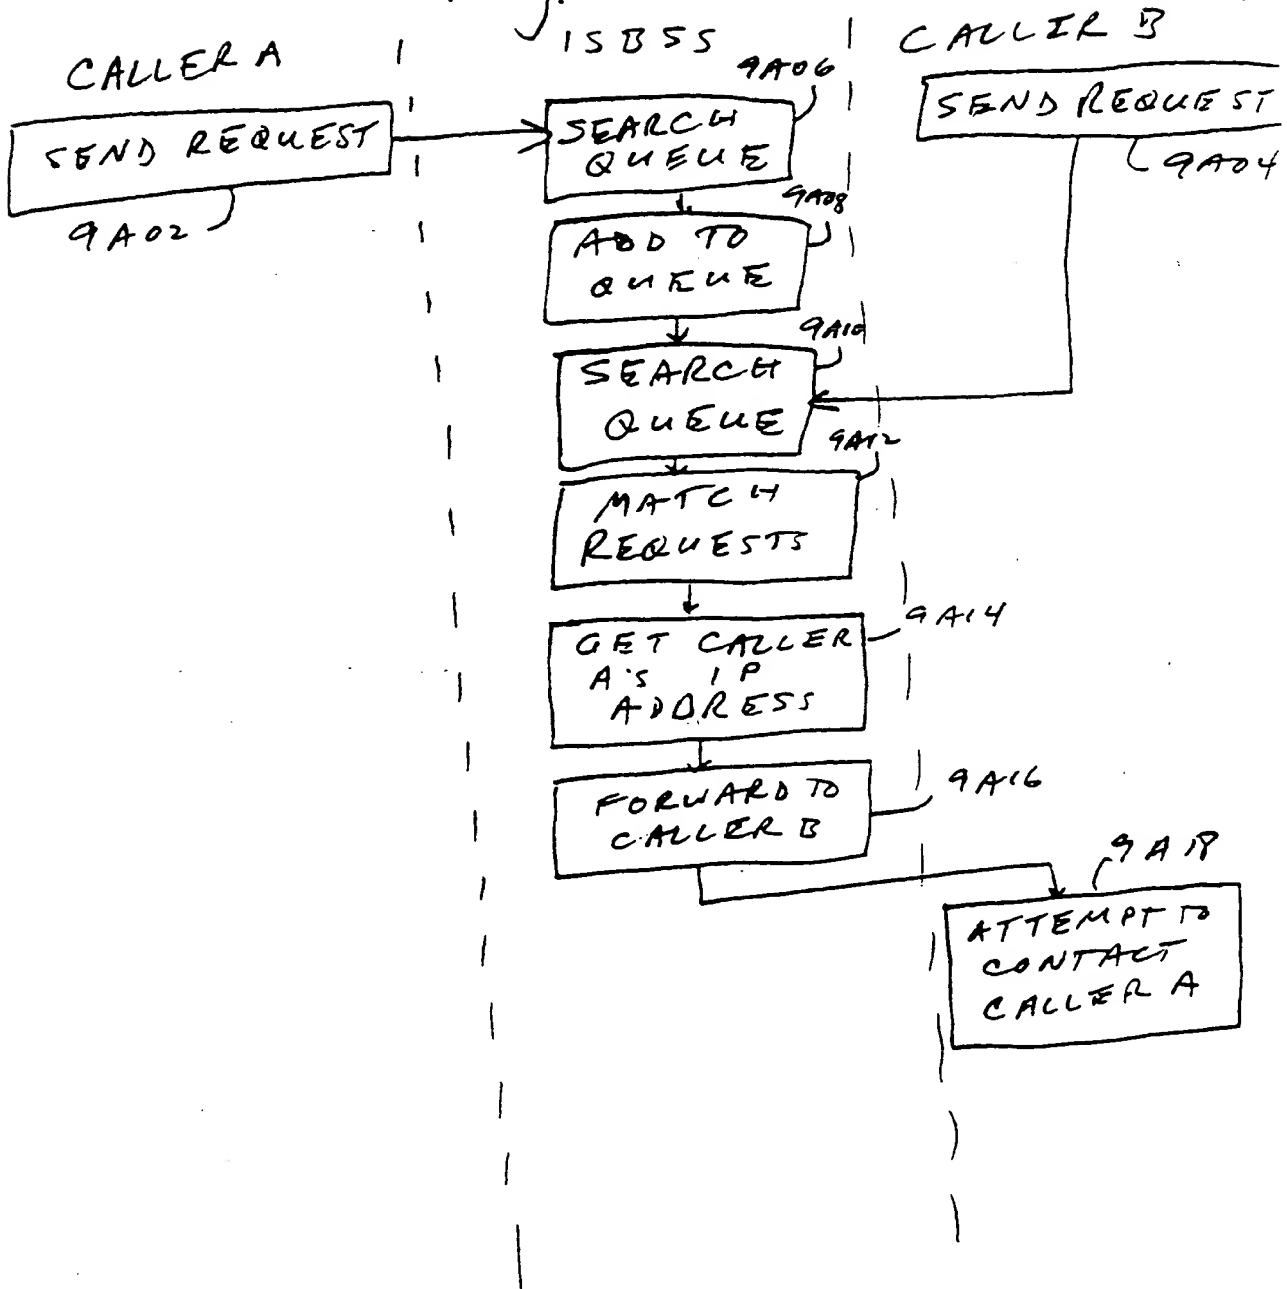 CALLER A
ISBSS
CALLER B
SEND REQUEST
9A02
SEARCH
QUEUE
9A06
SEND REQUEST
9A04
ADD TO
QUEUE
9A08
SEARCH
QUEUE
9A10
MATCH
REQUESTS
9A12
GET CALLER
A's IP
ADDRESS
9A14
FORWARD TO
CALLER B
9A16
ATTEMPT TO
CONTACT
CALLER A
9A18